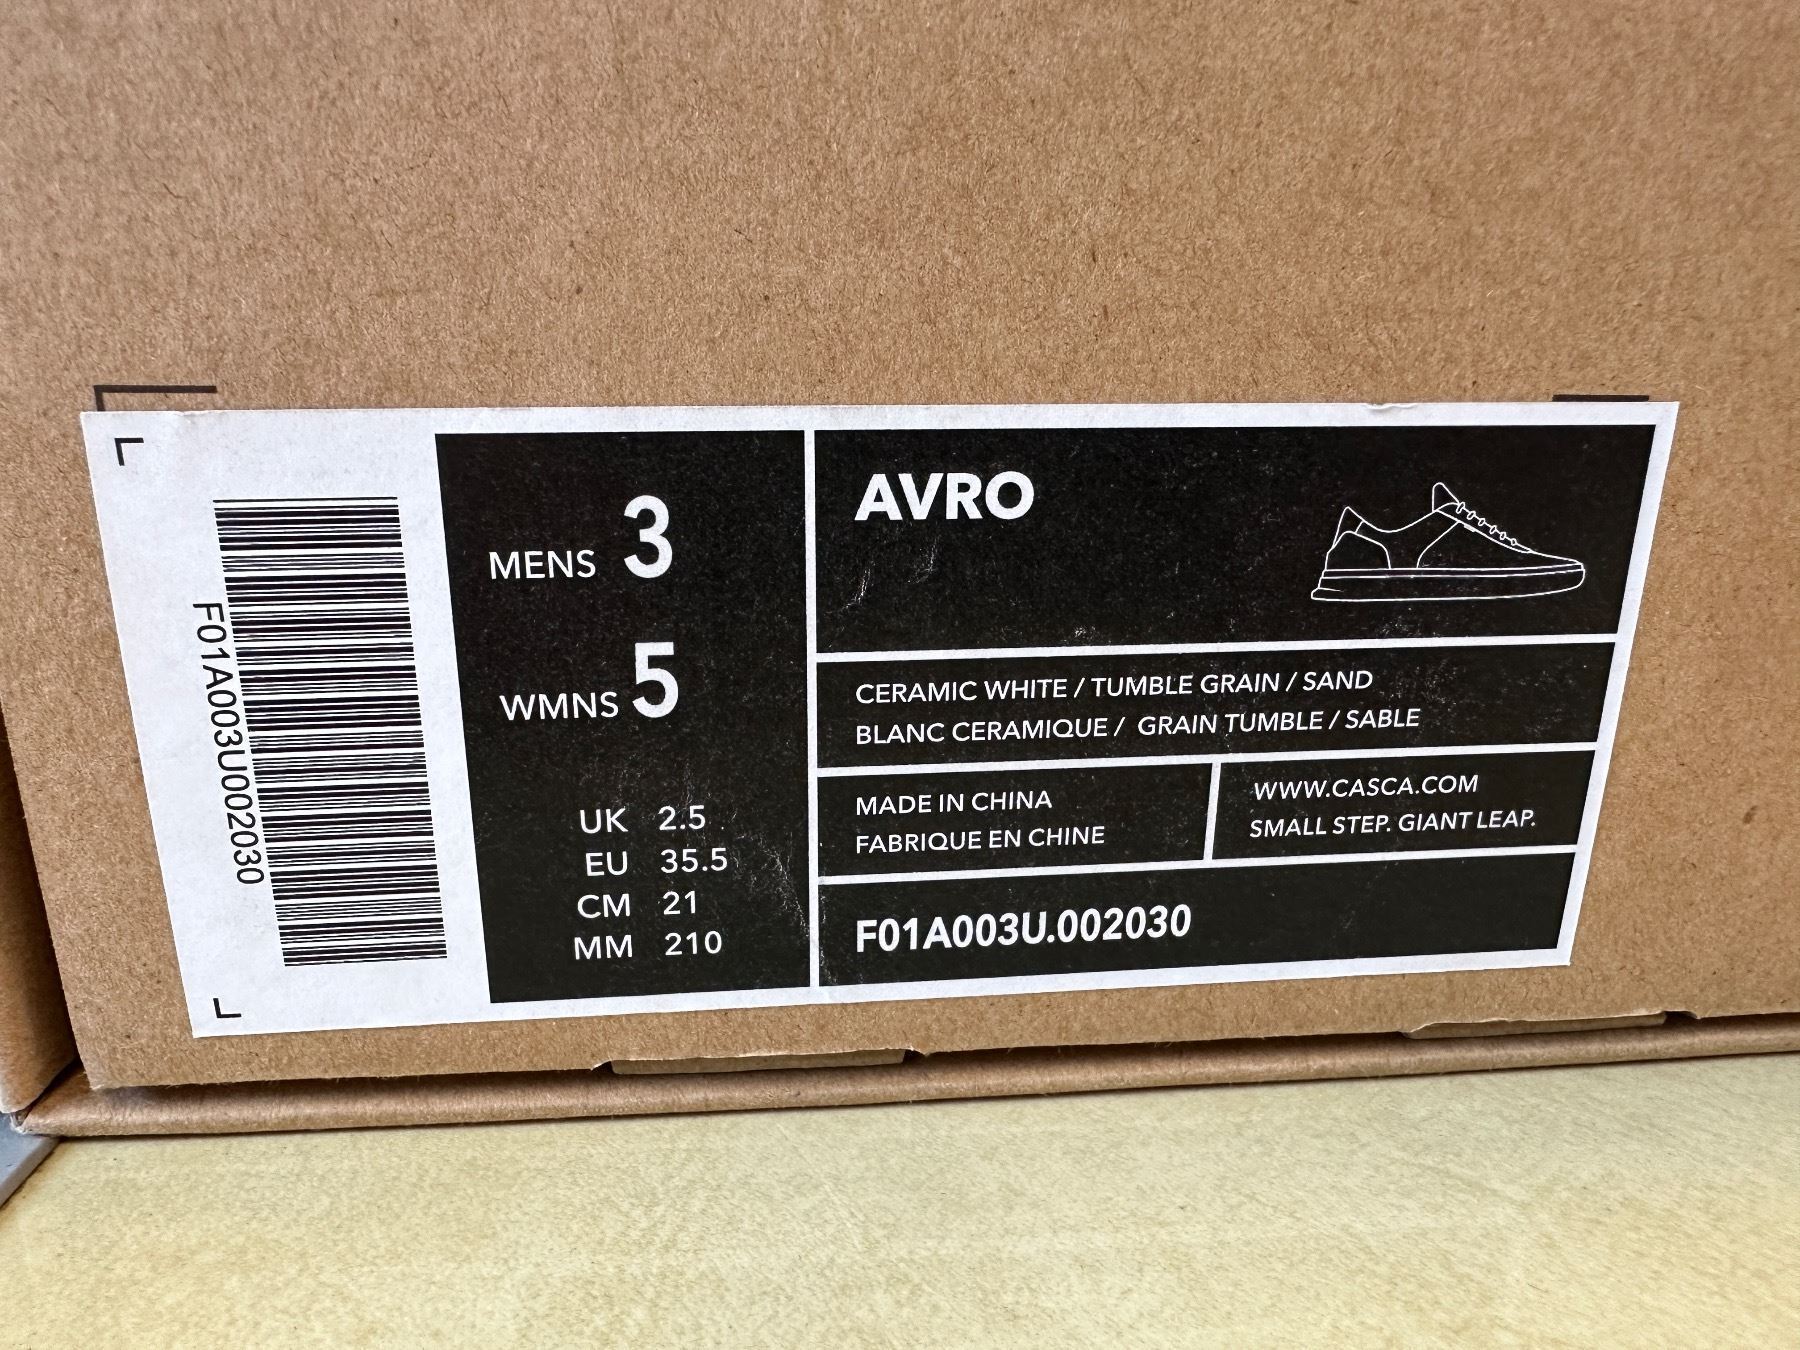 F01A003U002030
MENS 3
WMNS 5
UK 2.5
EU 35.5
CM 21
MM 210
AVRO
CERAMIC WHITE / TUMBLE GRAIN / SAND
BLANC CERAMIQUE / GRAIN TUMBLE / SABLE
MADE IN CHINA
FABRIQUE EN CHINE
WWW.CASCA.COM
SMALL STEP. GIANT LEAP.
F01A003U.002030